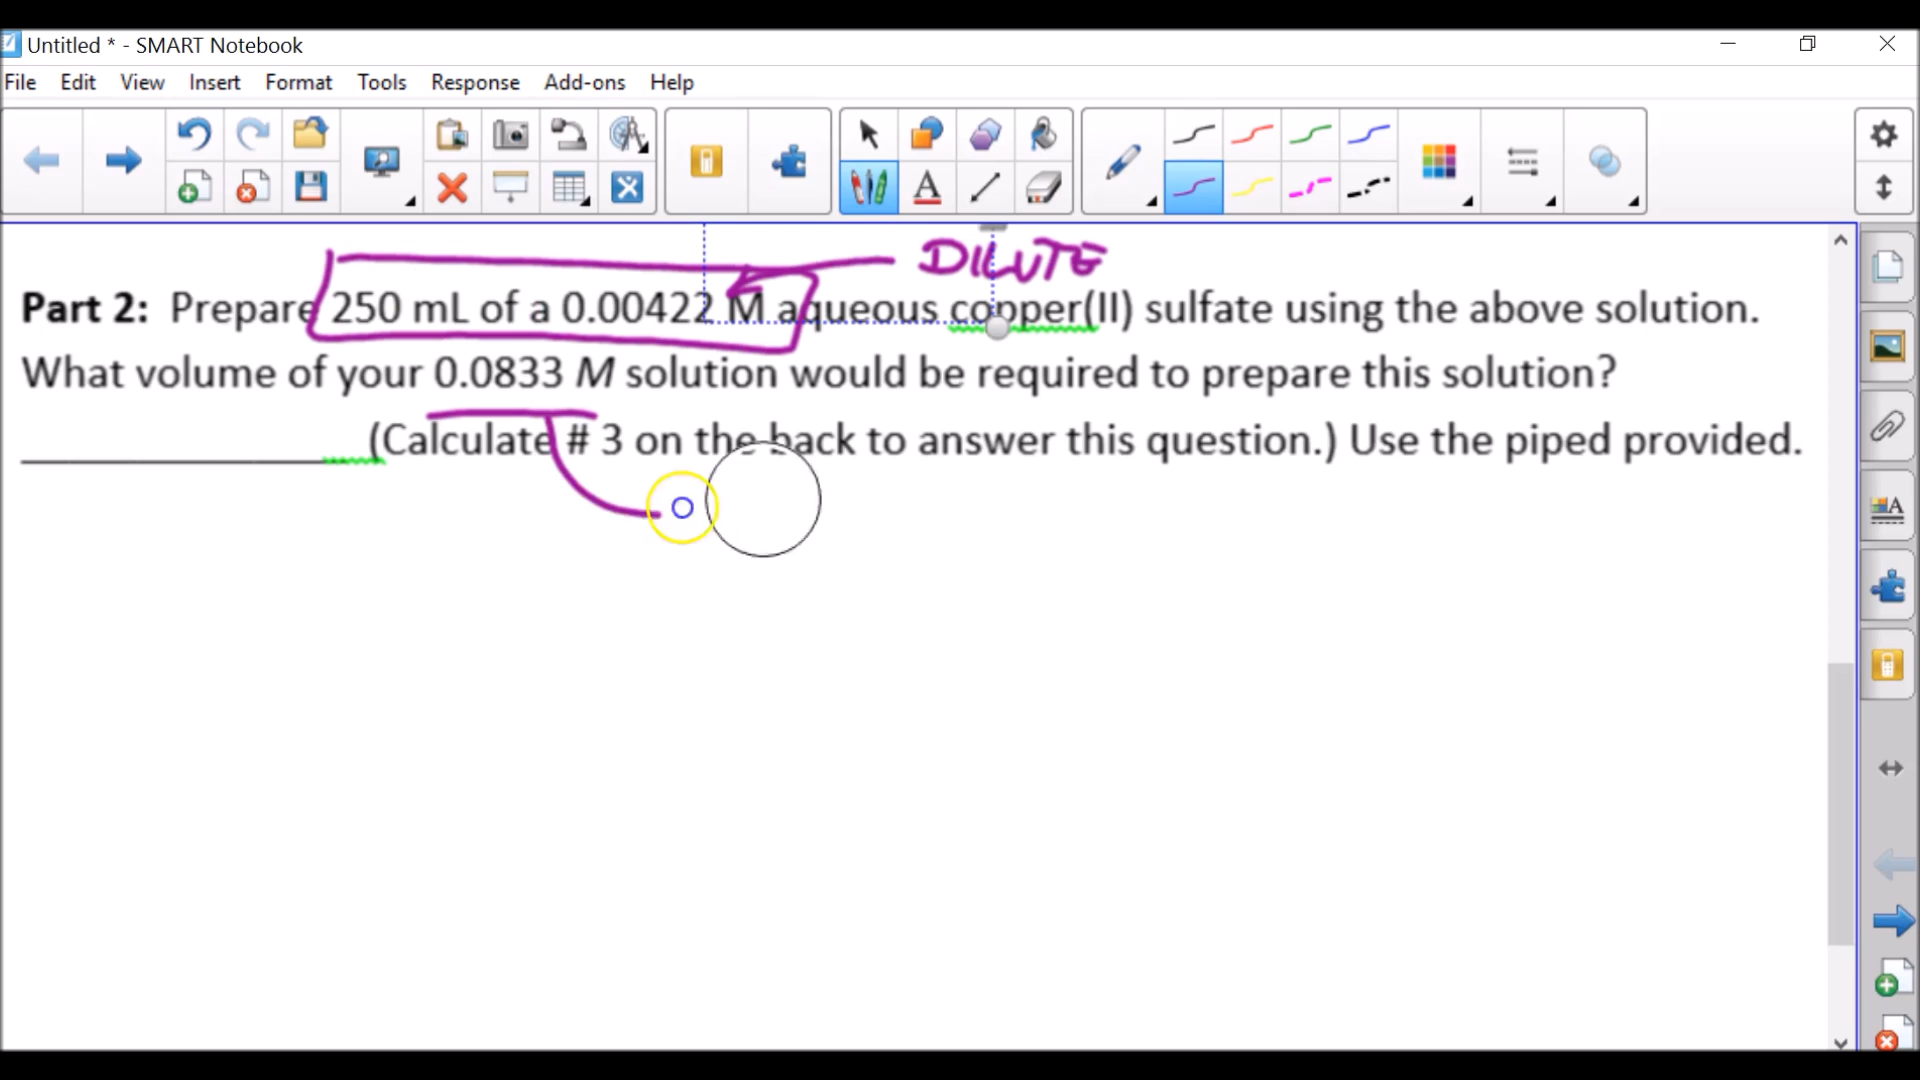 Untitled * - SMART Notebook
File Edit View Insert Format Tools Response Add-ons Help
DILUTE
Part 2: Prepare 250 mL of a 0.00422 M aqueous copper(II) sulfate using the above solution.
What volume of your 0.0833 M solution would be required to prepare this solution?
______________ (Calculate # 3 on the back to answer this question.) Use the piped provided.